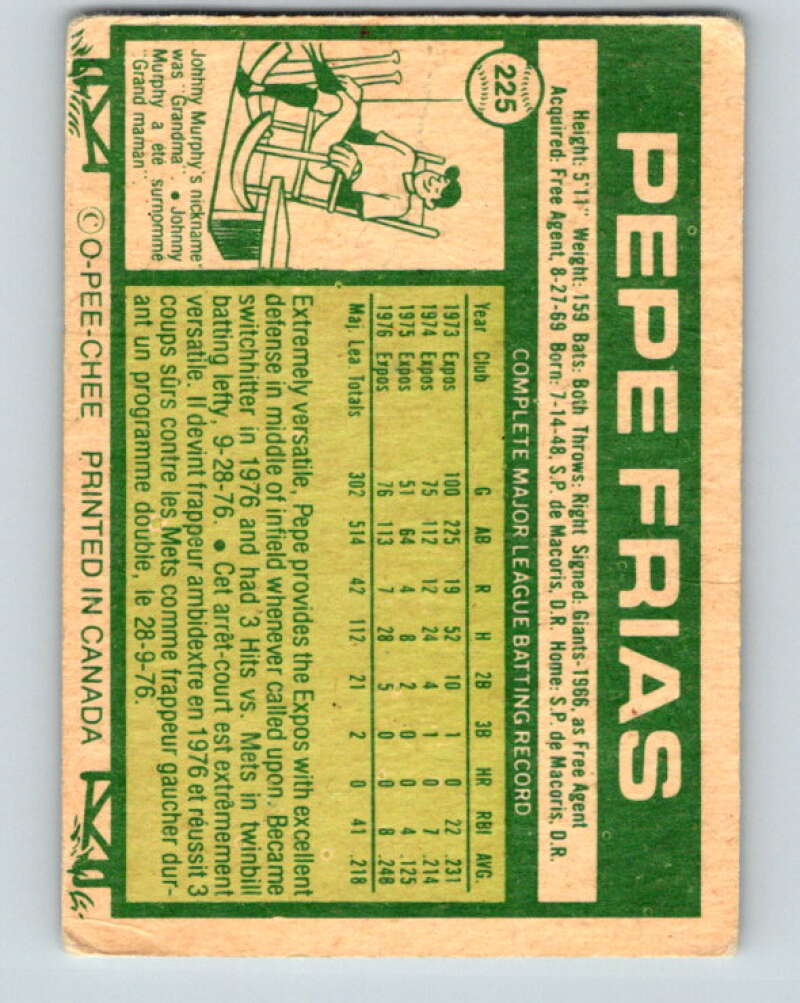 225
PEPE FRIAS
Height: 5'11" Weight: 159 Bats: Both Throws: Right Signed: Giants-1966, as Free Agent
Acquired: Free Agent, 8-27-69 Born: 7-14-48, S.P. de Macoris, D.R. Home: S.P. de Macoris, D.R.
COMPLETE MAJOR LEAGUE BATTING RECORD
Year Club G AB R H 2B 3B HR RBI AVG.
1973 Expos 100 225 19 52 10 1 0 22 .231
1974 Expos 75 112 12 24 4 1 0 7 .214
1975 Expos 51 64 4 8 2 0 0 4 .125
1976 Expos 76 113 7 28 5 0 0 8 .248
Maj. Lea Totals 302 514 42 112 21 2 0 41 .218
Extremely versatile, Pepe provides the Expos with excellent
defense in middle of infield whenever called upon. Became
switchhitter in 1976 and had 3 Hits vs. Mets in twinbill
batting lefty, 9-28-76. ● Cet arrêt-court est extrêmement
versatile. Il devint frappeur ambidextre en 1976 et réussit 3
coups sûrs contre les Mets comme frappeur gaucher dur-
ant un programme double, le 28-9-76.
Johnny Murphy's nickname
was "Grandma". ● Johnny
Murphy a été surnommé
"Grand maman"
© O-PEE-CHEE PRINTED IN CANADA